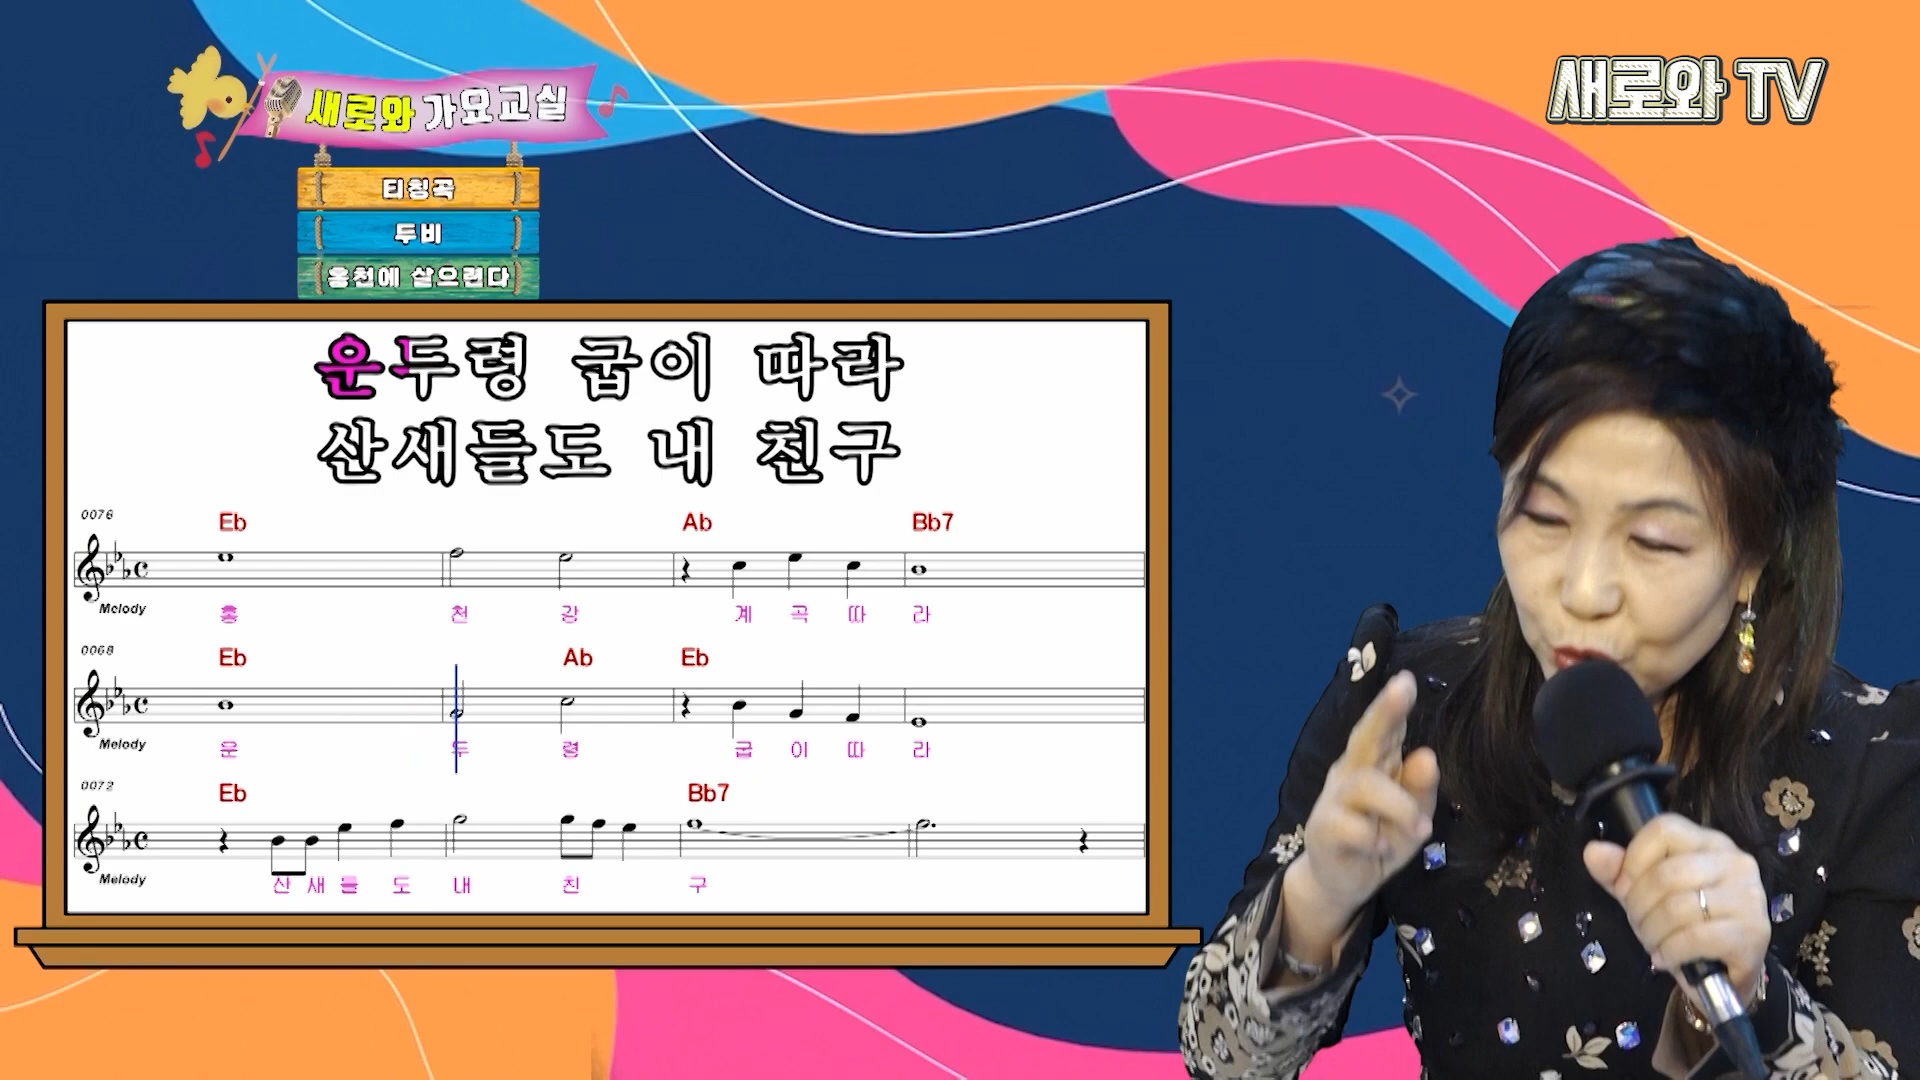 새로와 가요교실
새로와 TV
티칭곡
두비
홍천에 살으련다
운두령 굽이 따라
산새들도 내 친구
0076
Eb Ab Bb7
Melody
홍 천 강 계 곡 따 라
0068
Eb Ab Eb
Melody
운 두 령 굽 이 따 라
0072
Eb Bb7
Melody
산 새 들 도 내 친 구